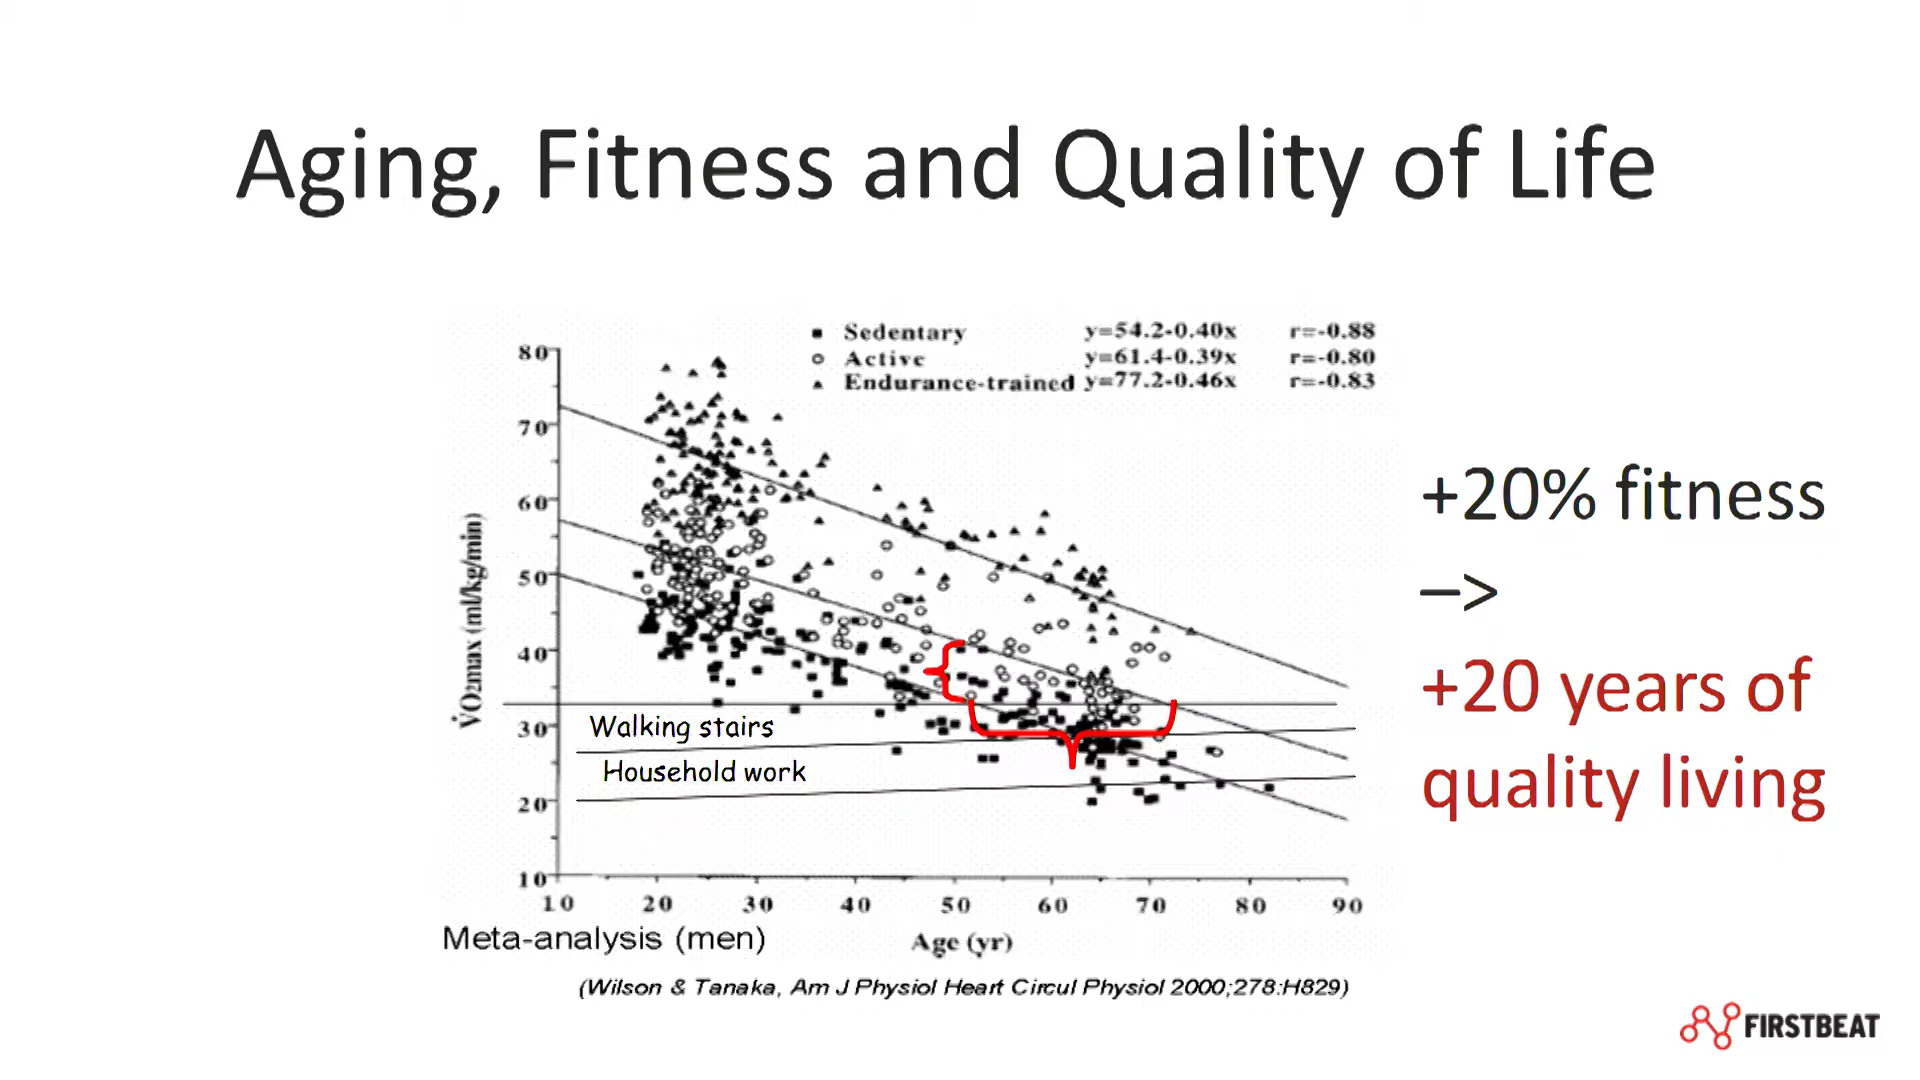 Aging, Fitness and Quality of Life
Sedentary y=54.2-0.40x r=-0.88
Active y=61.4-0.39x r=-0.80
Endurance-trained y=77.2-0.46x r=-0.83
80
70
60
50
40
30
20
10
V̇O2max (ml/kg/min)
Walking stairs
Household work
10 20 30 40 50 60 70 80 90
Meta-analysis (men)
Age (yr)
(Wilson & Tanaka, Am J Physiol Heart Circul Physiol 2000;278:H829)
+20% fitness
–>
+20 years of
quality living
FIRSTBEAT